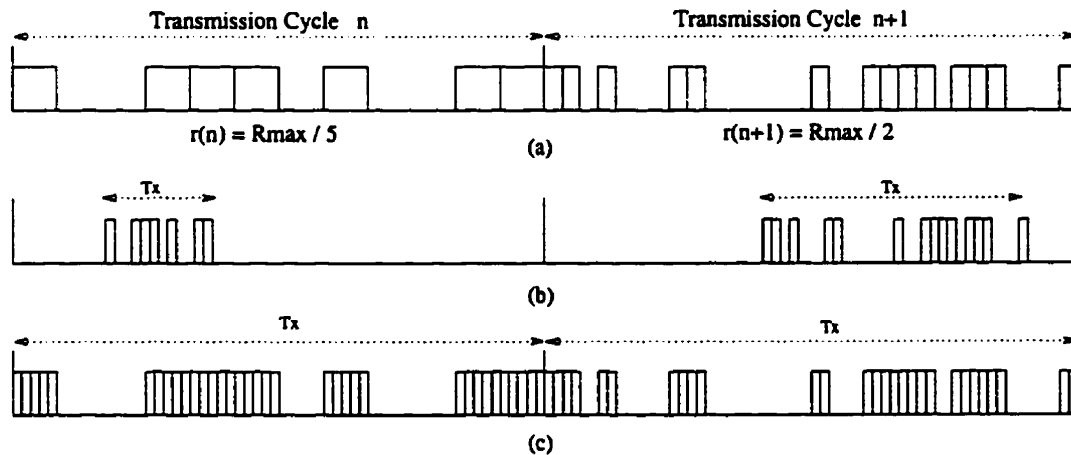 Transmission Cycle n
Transmission Cycle n+1
r(n) = Rmax / 5
r(n+1) = Rmax / 2
(a)
Tx
Tx
(b)
Tx
Tx
(c)